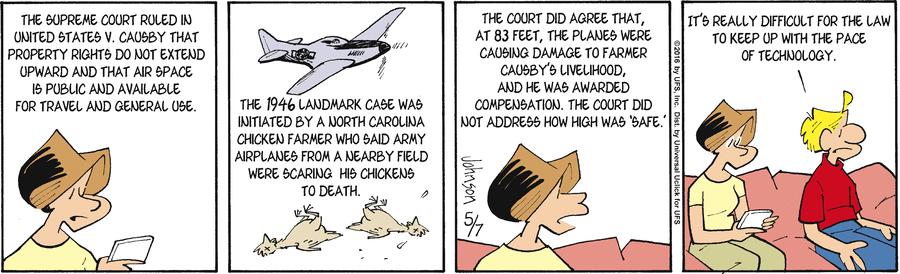 THE SUPREME COURT RULED IN
UNITED STATES V. CAUSBY THAT
PROPERTY RIGHTS DO NOT EXTEND
UPWARD AND THAT AIR SPACE
IS PUBLIC AND AVAILABLE
FOR TRAVEL AND GENERAL USE.
THE 1946 LANDMARK CASE WAS
INITIATED BY A NORTH CAROLINA
CHICKEN FARMER WHO SAID ARMY
AIRPLANES FROM A NEARBY FIELD
WERE SCARING HIS CHICKENS
TO DEATH.
THE COURT DID AGREE THAT,
AT 83 FEET, THE PLANES WERE
CAUSING DAMAGE TO FARMER
CAUSBY'S LIVELIHOOD,
AND HE WAS AWARDED
COMPENSATION. THE COURT DID
NOT ADDRESS HOW HIGH WAS 'SAFE.'
Johnson
5/7
©2016 by UFS, Inc. Dist. by Universal Uclick for UFS
IT'S REALLY DIFFICULT FOR THE LAW
TO KEEP UP WITH THE PACE
OF TECHNOLOGY.